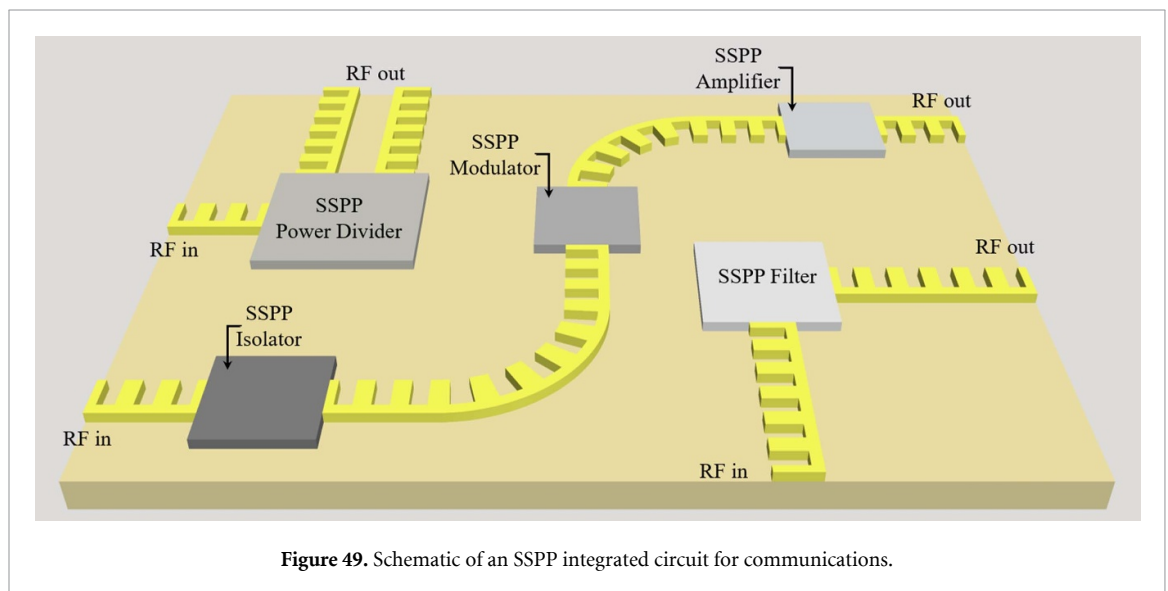 RF out
SSPP
Amplifier
RF out
SSPP
Modulator
SSPP
Power Divider
RF in
RF out
SSPP Filter
SSPP
Isolator
RF in
RF in
Figure 49. Schematic of an SSPP integrated circuit for communications.